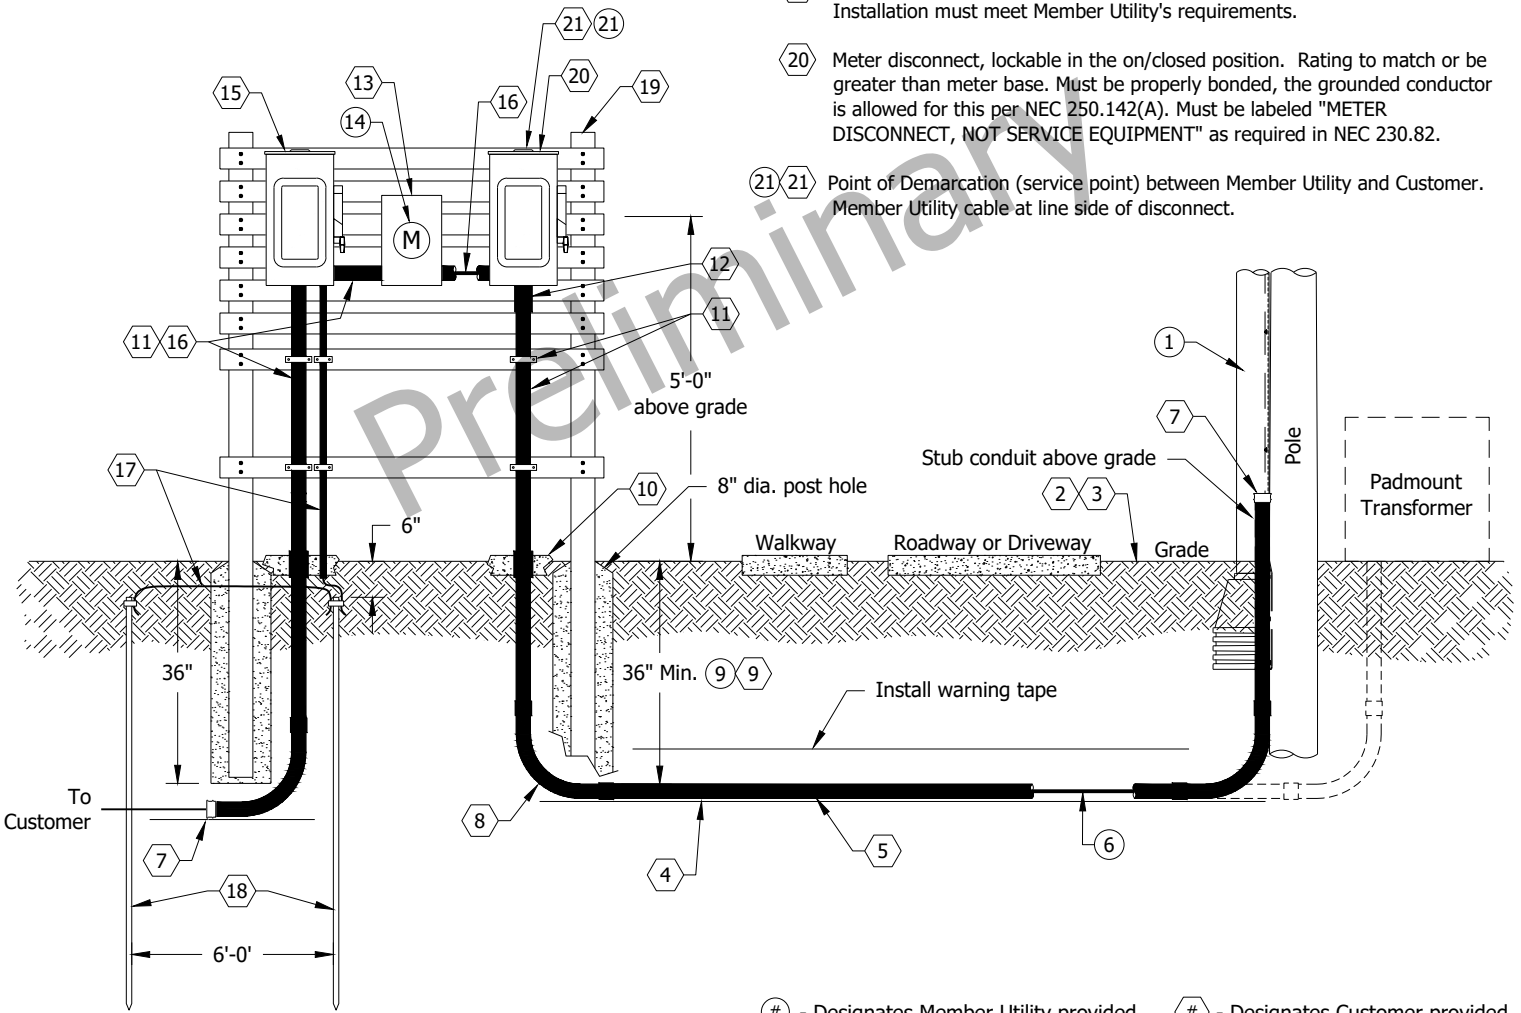 Installation must meet Member Utility's requirements.
20 Meter disconnect, lockable in the on/closed position. Rating to match or be
greater than meter base. Must be properly bonded, the grounded conductor
is allowed for this per NEC 250.142(A). Must be labeled "METER
DISCONNECT, NOT SERVICE EQUIPMENT" as required in NEC 230.82.
21 21 Point of Demarcation (service point) between Member Utility and Customer.
Member Utility cable at line side of disconnect.
21 21
15
13
14
16
20
19
M
12
11
11 16
5'-0"
above grade
Preliminary
1
7
Pole
Stub conduit above grade
2 3
Padmount
Transformer
17
6"
10
8" dia. post hole
Walkway
Roadway or Driveway
Grade
36"
36" Min. 9 9
Install warning tape
To
Customer
7
8
4
5
6
18
6'-0'
# - Designates Member Utility provided
# - Designates Customer provided